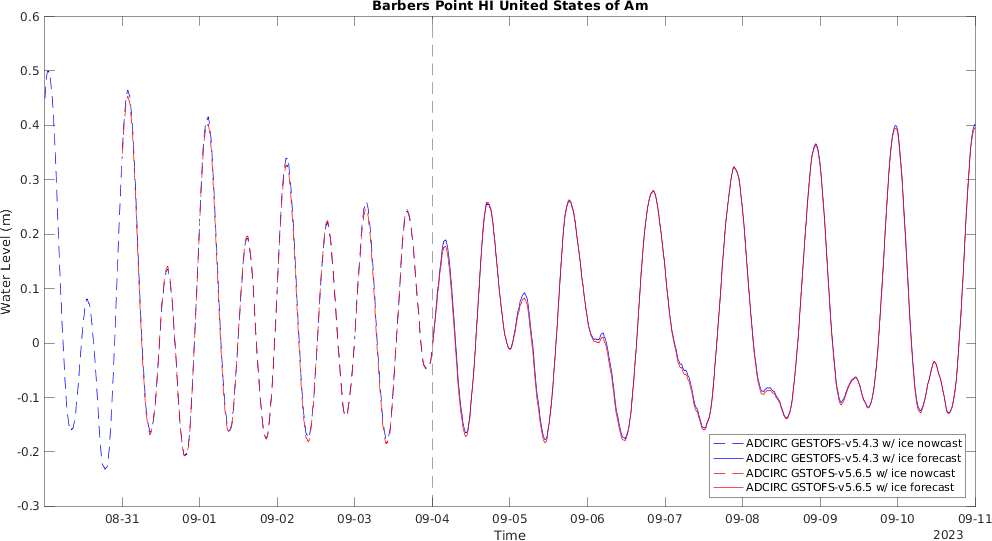 Barbers Point HI United States of Am
0.6
0.5
0.4
0.3
0.2
0.1
0
-0.1
-0.2
-0.3
Water Level (m)
ADCIRC GESTOFS-v5.4.3 w/ ice nowcast
ADCIRC GESTOFS-v5.4.3 w/ ice forecast
ADCIRC GSTOFS-v5.6.5 w/ ice nowcast
ADCIRC GSTOFS-v5.6.5 w/ ice forecast
08-31 09-01 09-02 09-03 09-04 09-05 09-06 09-07 09-08 09-09 09-10 09-11
Time
2023